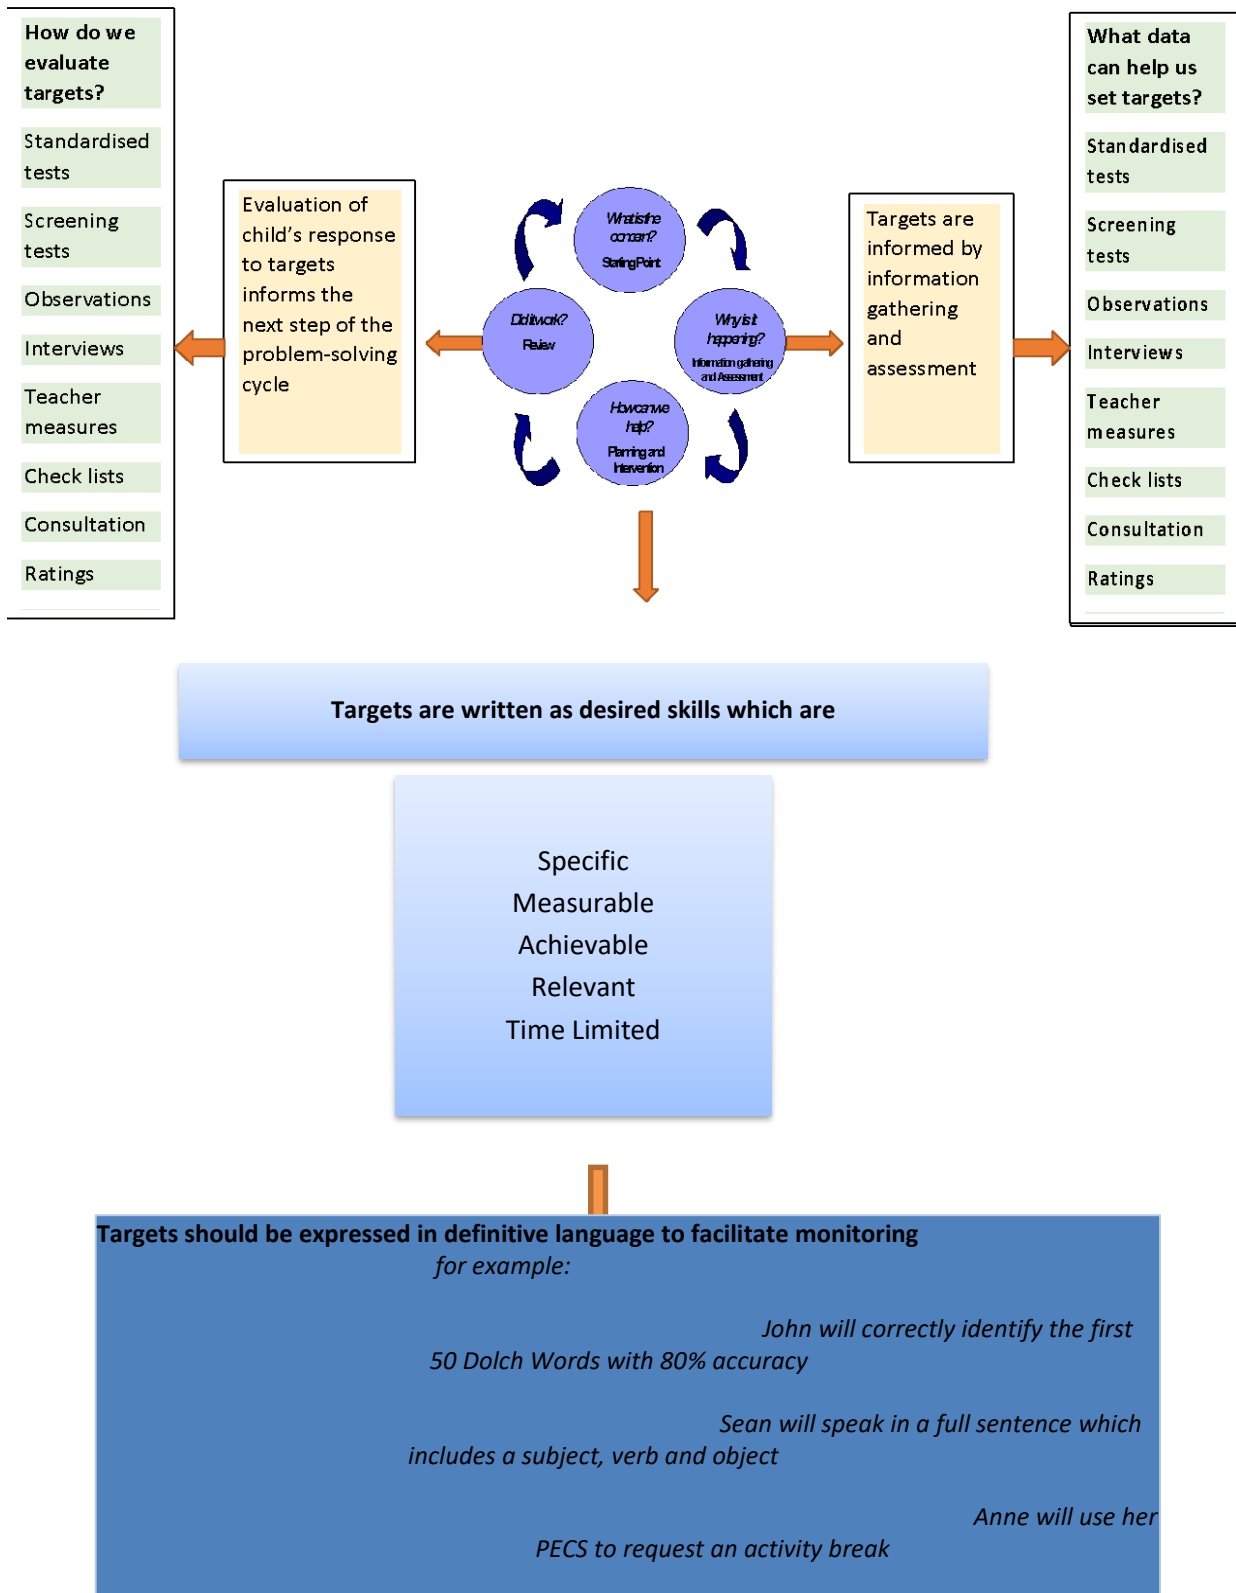 How do we
evaluate
targets?
Standardised
tests
Screening
tests
Observations
Interviews
Teacher
measures
Check lists
Consultation
Ratings
Evaluation of
child's response
to targets
informs the
next step of the
problem-solving
cycle
What is the
concern?
Starting Point
Did it work?
Review
Why is it
happening?
Information gathering
and Assessment
How can we
help?
Planning and
Intervention
Targets are
informed by
information
gathering
and
assessment
What data
can help us
set targets?
Standardised
tests
Screening
tests
Observations
Interviews
Teacher
measures
Check lists
Consultation
Ratings
Targets are written as desired skills which are
Specific
Measurable
Achievable
Relevant
Time Limited
Targets should be expressed in definitive language to facilitate monitoring
for example:
John will correctly identify the first
50 Dolch Words with 80% accuracy
Sean will speak in a full sentence which
includes a subject, verb and object
Anne will use her
PECS to request an activity break